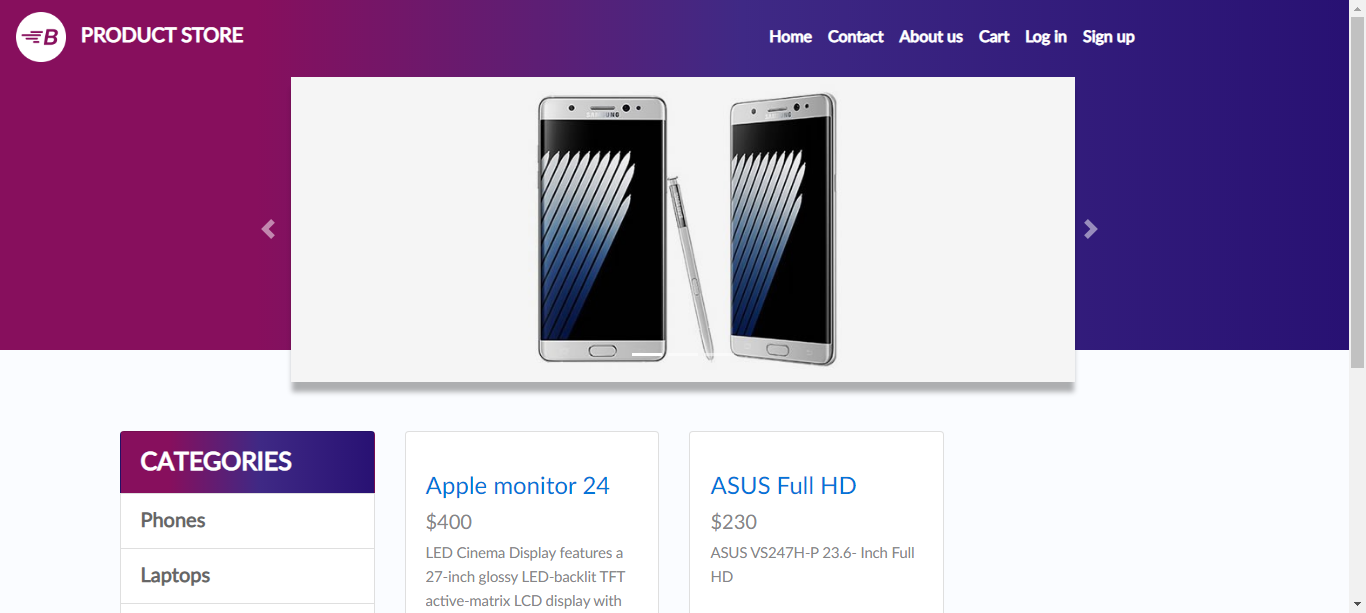 B PRODUCT STORE
Home Contact About us Cart Log in Sign up
SAMSUNG SAMSUNG
CATEGORIES
Phones
Laptops
Apple monitor 24
$400
LED Cinema Display features a
27-inch glossy LED-backlit TFT
active-matrix LCD display with
ASUS Full HD
$230
ASUS VS247H-P 23.6- Inch Full
HD